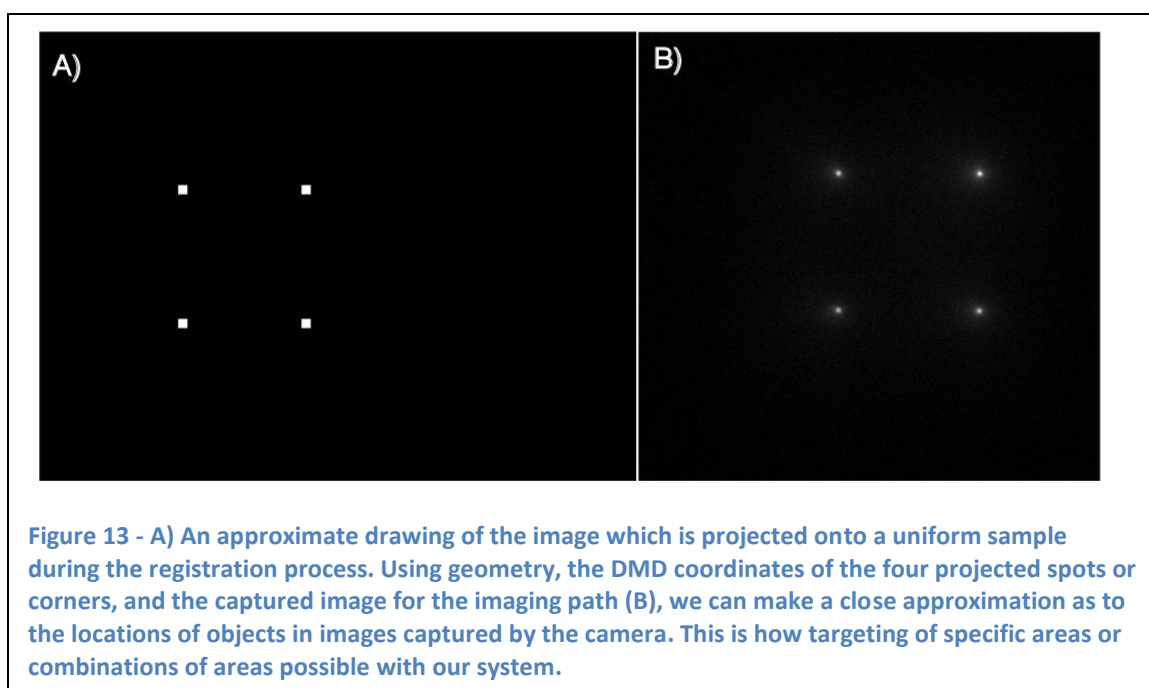 A)
B)
Figure 13 - A) An approximate drawing of the image which is projected onto a uniform sample
during the registration process. Using geometry, the DMD coordinates of the four projected spots or
corners, and the captured image for the imaging path (B), we can make a close approximation as to
the locations of objects in images captured by the camera. This is how targeting of specific areas or
combinations of areas possible with our system.